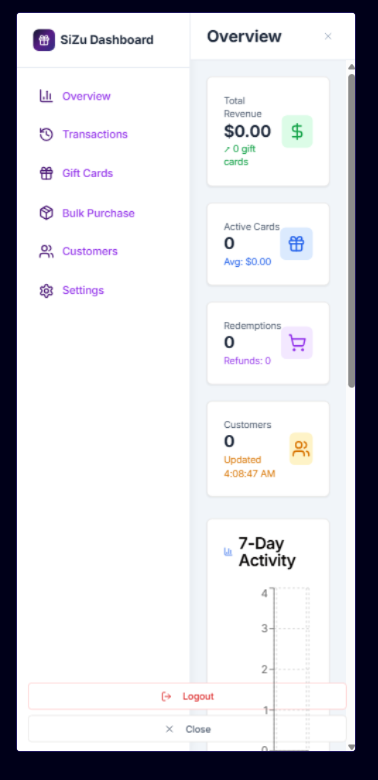 SiZu Dashboard
Overview
Transactions
Gift Cards
Bulk Purchase
Customers
Settings
Overview
Total
Revenue
$0.00
0 gift
cards
Active Cards
0
Avg: $0.00
Redemptions
0
Refunds: 0
Customers
0
Updated
4:08:47 AM
7-Day
Activity
4
3
2
1
0
Logout
Close